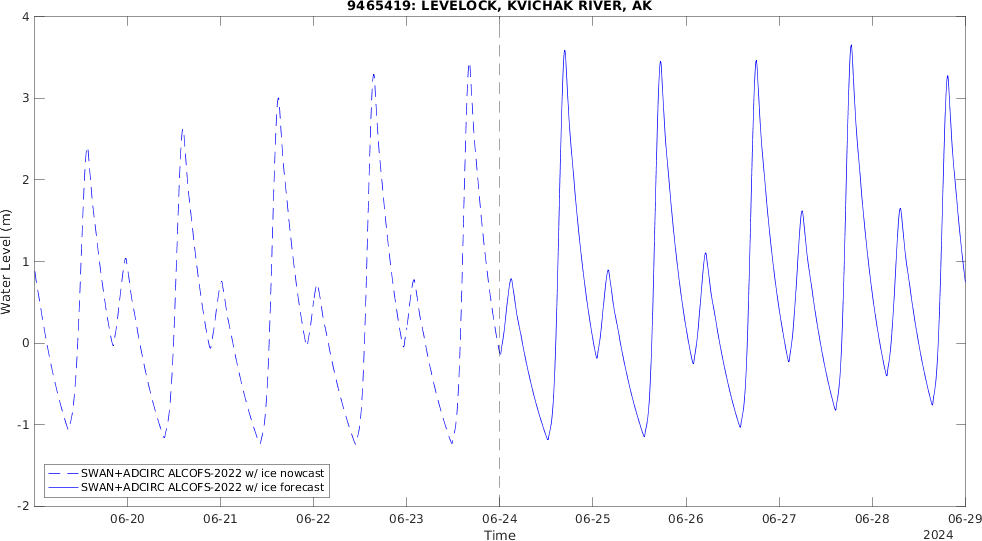 9465419: LEVELOCK, KVICHAK RIVER, AK
4
3
2
1
0
-1
-2
Water Level (m)
SWAN+ADCIRC ALCOFS-2022 w/ ice nowcast
SWAN+ADCIRC ALCOFS-2022 w/ ice forecast
06-20 06-21 06-22 06-23 06-24 06-25 06-26 06-27 06-28 06-29
Time
2024